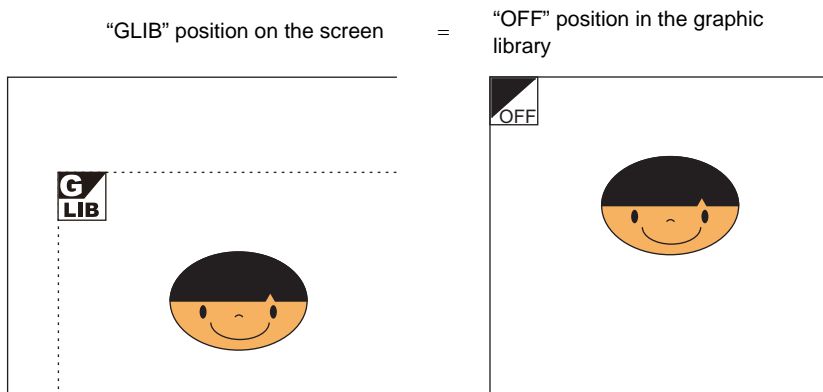 “GLIB” position on the screen
=
“OFF” position in the graphic
library
G
LIB
OFF